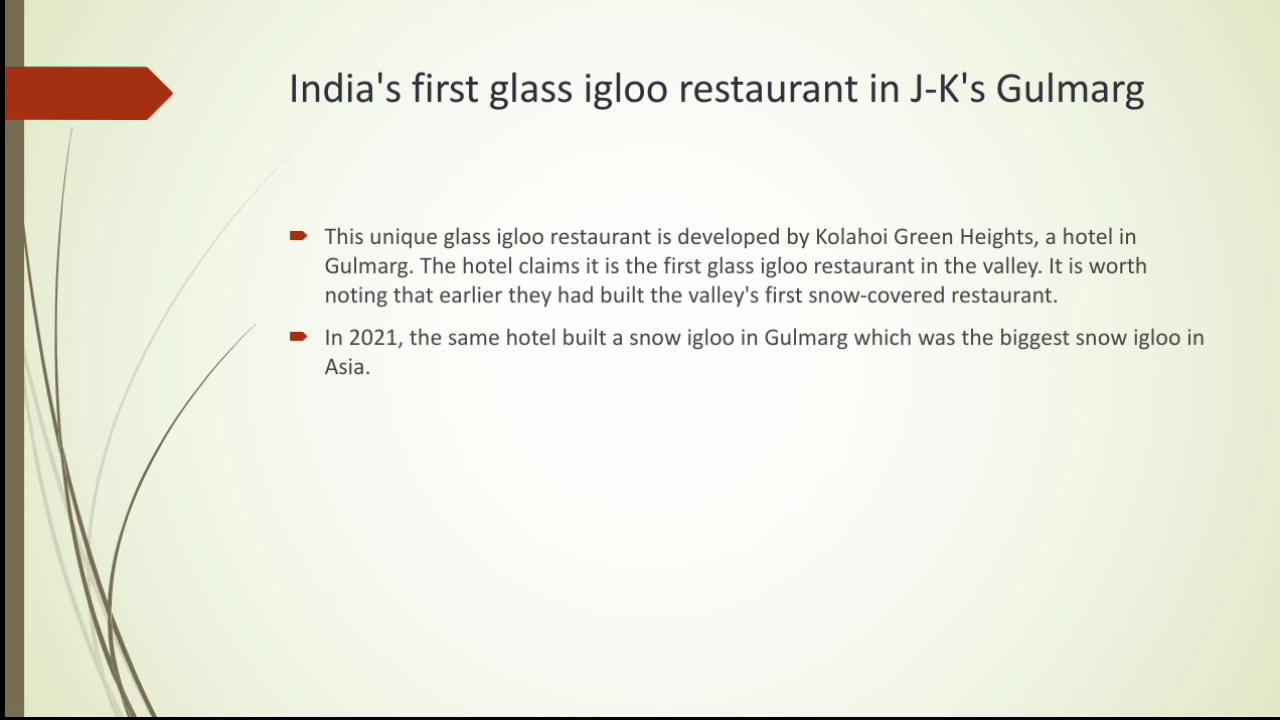 India's first glass igloo restaurant in J-K's Gulmarg
This unique glass igloo restaurant is developed by Kolahoi Green Heights, a hotel in
Gulmarg. The hotel claims it is the first glass igloo restaurant in the valley. It is worth
noting that earlier they had built the valley's first snow-covered restaurant.
In 2021, the same hotel built a snow igloo in Gulmarg which was the biggest snow igloo in
Asia.